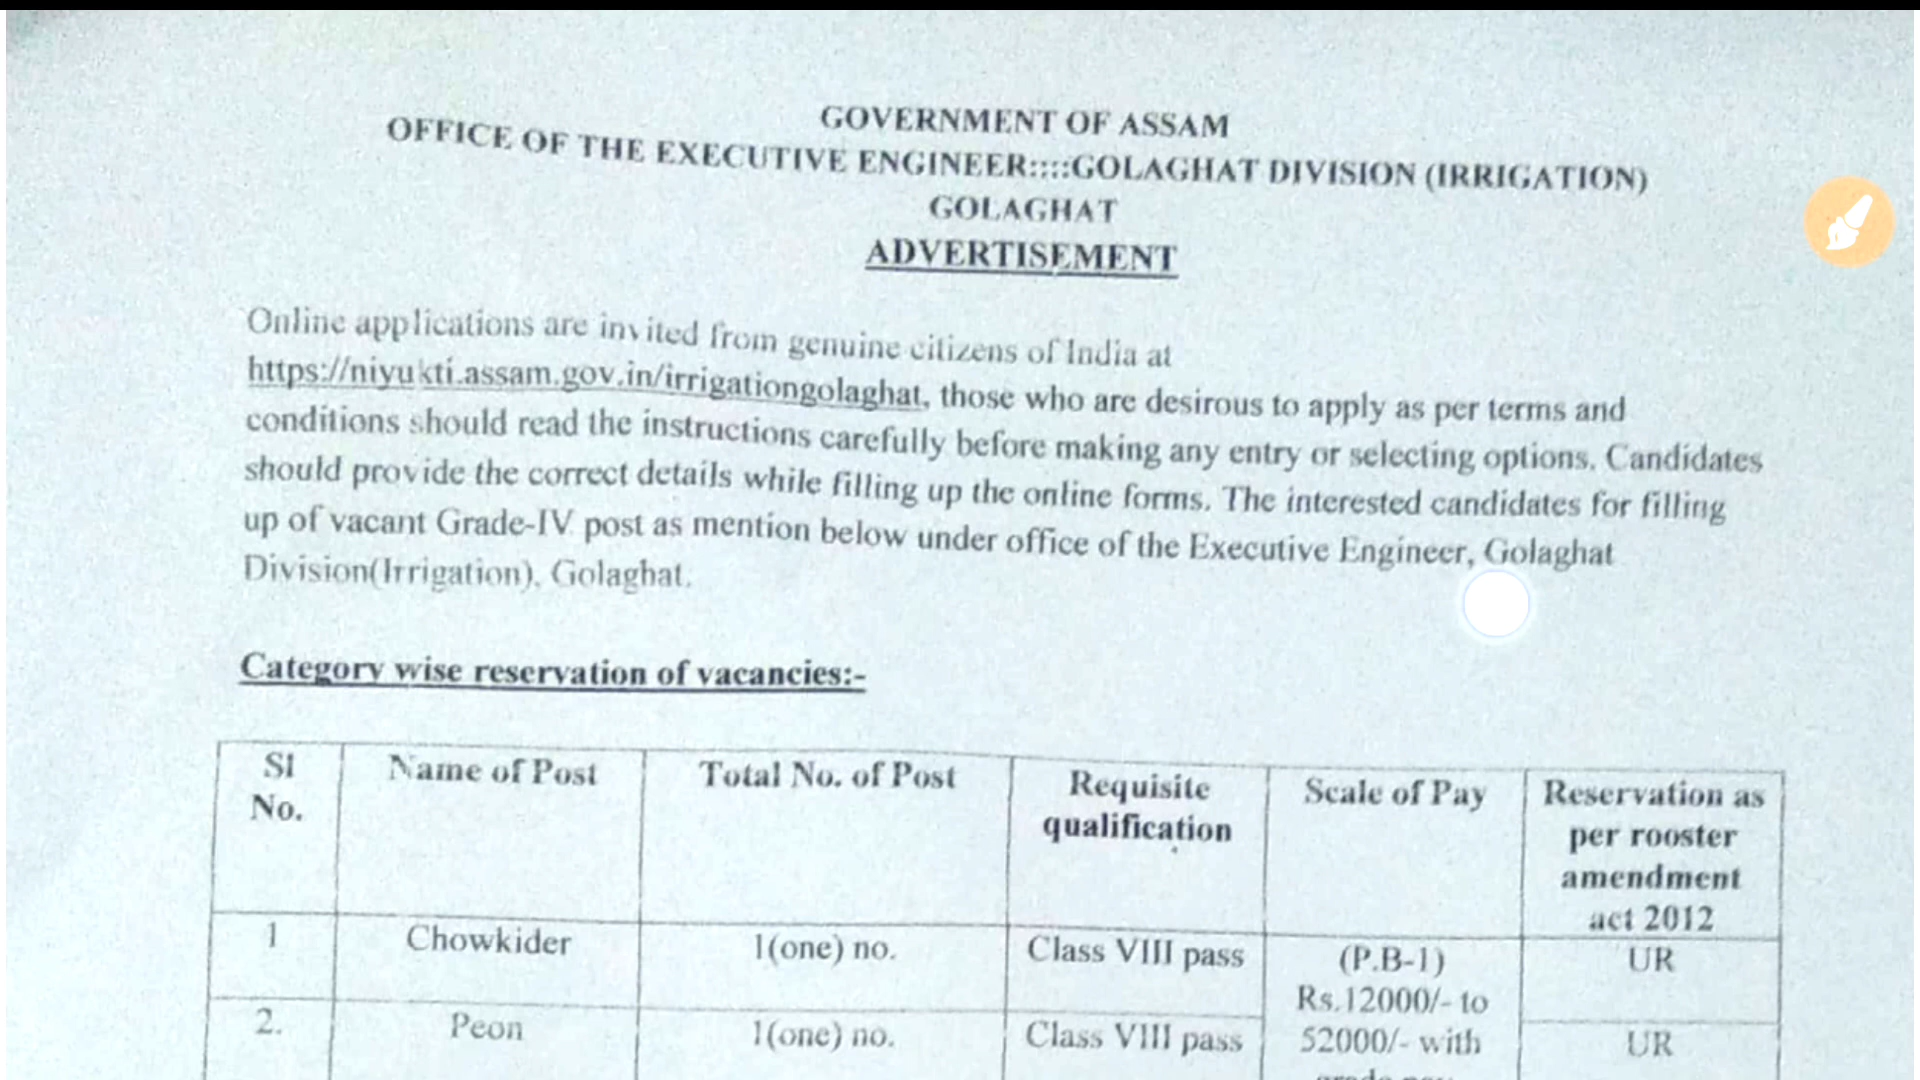 GOVERNMENT OF ASSAM
OFFICE OF THE EXECUTIVE ENGINEER::::GOLAGHAT DIVISION (IRRIGATION)
GOLAGHAT
ADVERTISEMENT
Online applications are invited from genuine citizens of India at
https://niyukti.assam.gov.in/irrigationgolaghat, those who are desirous to apply as per terms and
conditions should read the instructions carefully before making any entry or selecting options. Candidates
should provide the correct details while filling up the online forms. The interested candidates for filling
up of vacant Grade-IV post as mention below under office of the Executive Engineer, Golaghat
Division(Irrigation), Golaghat.
Category wise reservation of vacancies:-
Sl No. Name of Post Total No. of Post Requisite qualification Scale of Pay Reservation as per rooster amendment act 2012
1 Chowkider 1(one) no. Class VIII pass (P.B-1) Rs.12000/- to UR
2. Peon 1(one) no. Class VIII pass 52000/- with UR